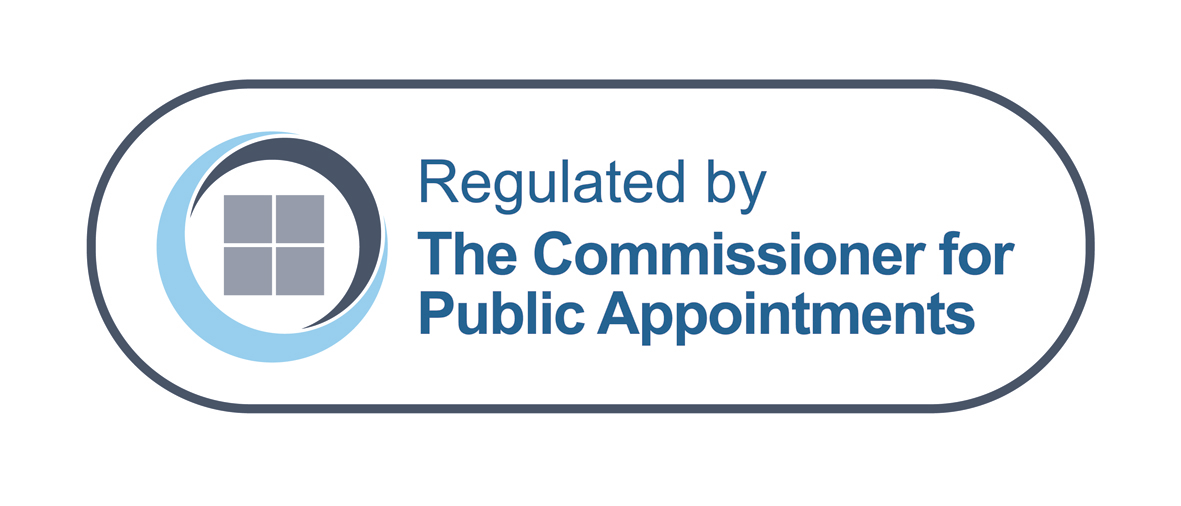 Regulated by
The Commissioner for
Public Appointments